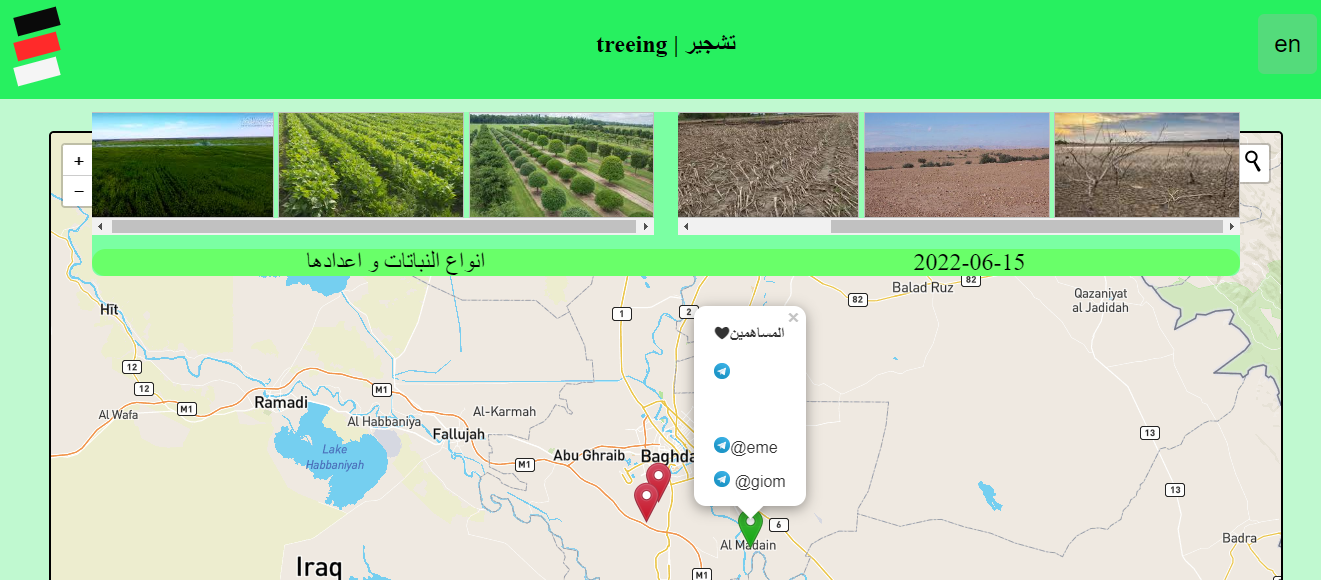 treeing | تشجير
en
+
−
انواع النباتات و اعدادها
2022-06-15
Hit
Balad Ruz
82
82
Qazaniyat
al Jadidah
1
2
المساهمين🖤
×
12
12
M1
M1
Al Wafa
Ramadi
Al Habbaniya
Al-Karmah
Fallujah
Lake
Habbaniyah
M1
Abu Ghraib
Baghda
@eme
@giom
13
13
6
Al Madain
Badra
M1
Iraq